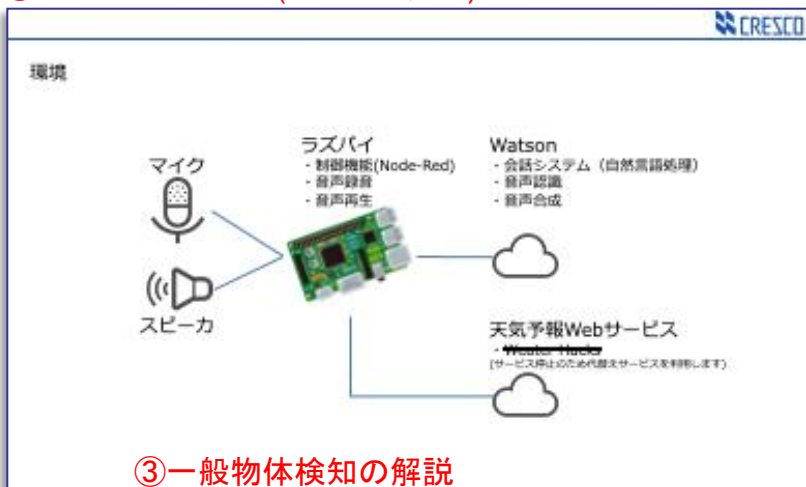 CRESCO
環境
マイク
スピーカ
ラズパイ
・制御機能(Node-Red)
・音声録音
・音声再生
Watson
・会話システム（自然言語処理）
・音声認識
・音声合成
天気予報Webサービス
・Weater Hacks
(サービス停止のため代替えサービスを利用します)
③一般物体検知の解説